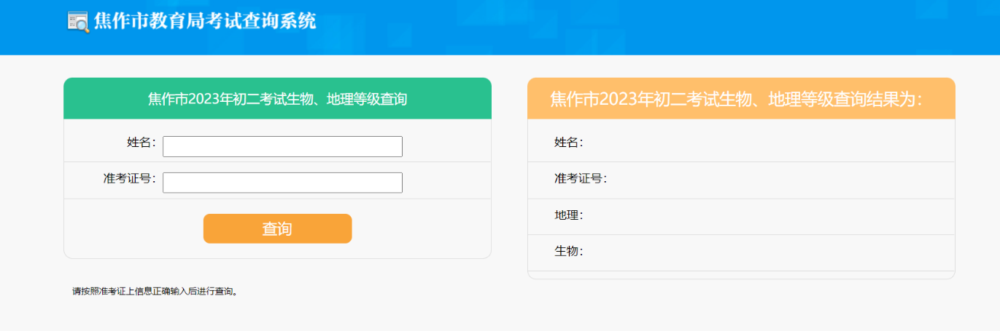 焦作市教育局考试查询系统
焦作市2023年初二考试生物、地理等级查询
姓名：
准考证号：
查询
请按照准考证上信息正确输入后进行查询。
焦作市2023年初二考试生物、地理等级查询结果为：
姓名：
准考证号：
地理：
生物：